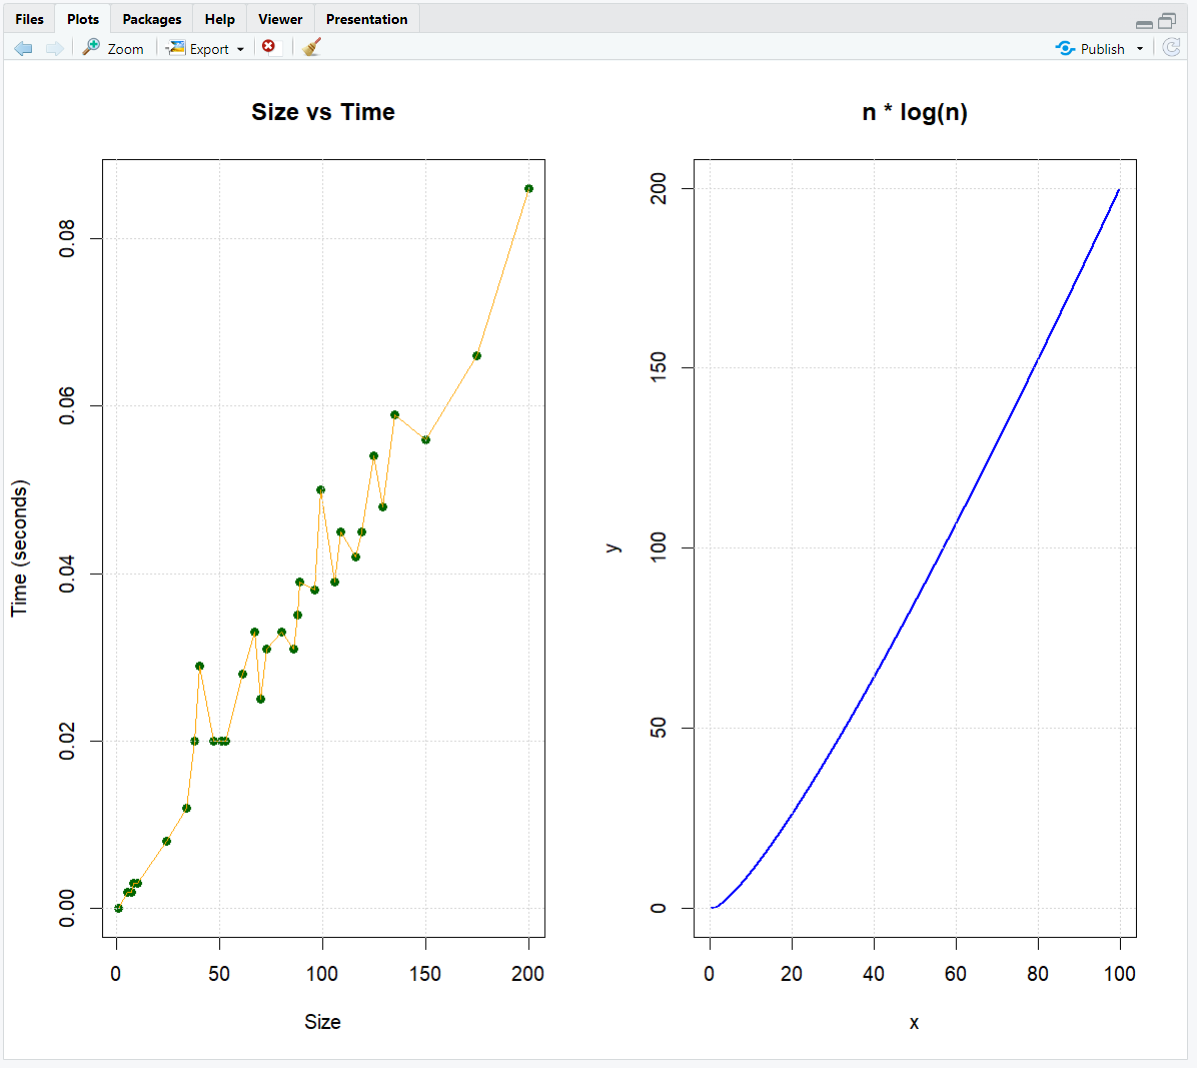 Files Plots Packages Help Viewer Presentation
Zoom Export Publish
Size vs Time
0.08
0.06
0.04
0.02
0.00
Time (seconds)
0 50 100 150 200
Size
n * log(n)
200
150
100
50
0
y
0 20 40 60 80 100
x